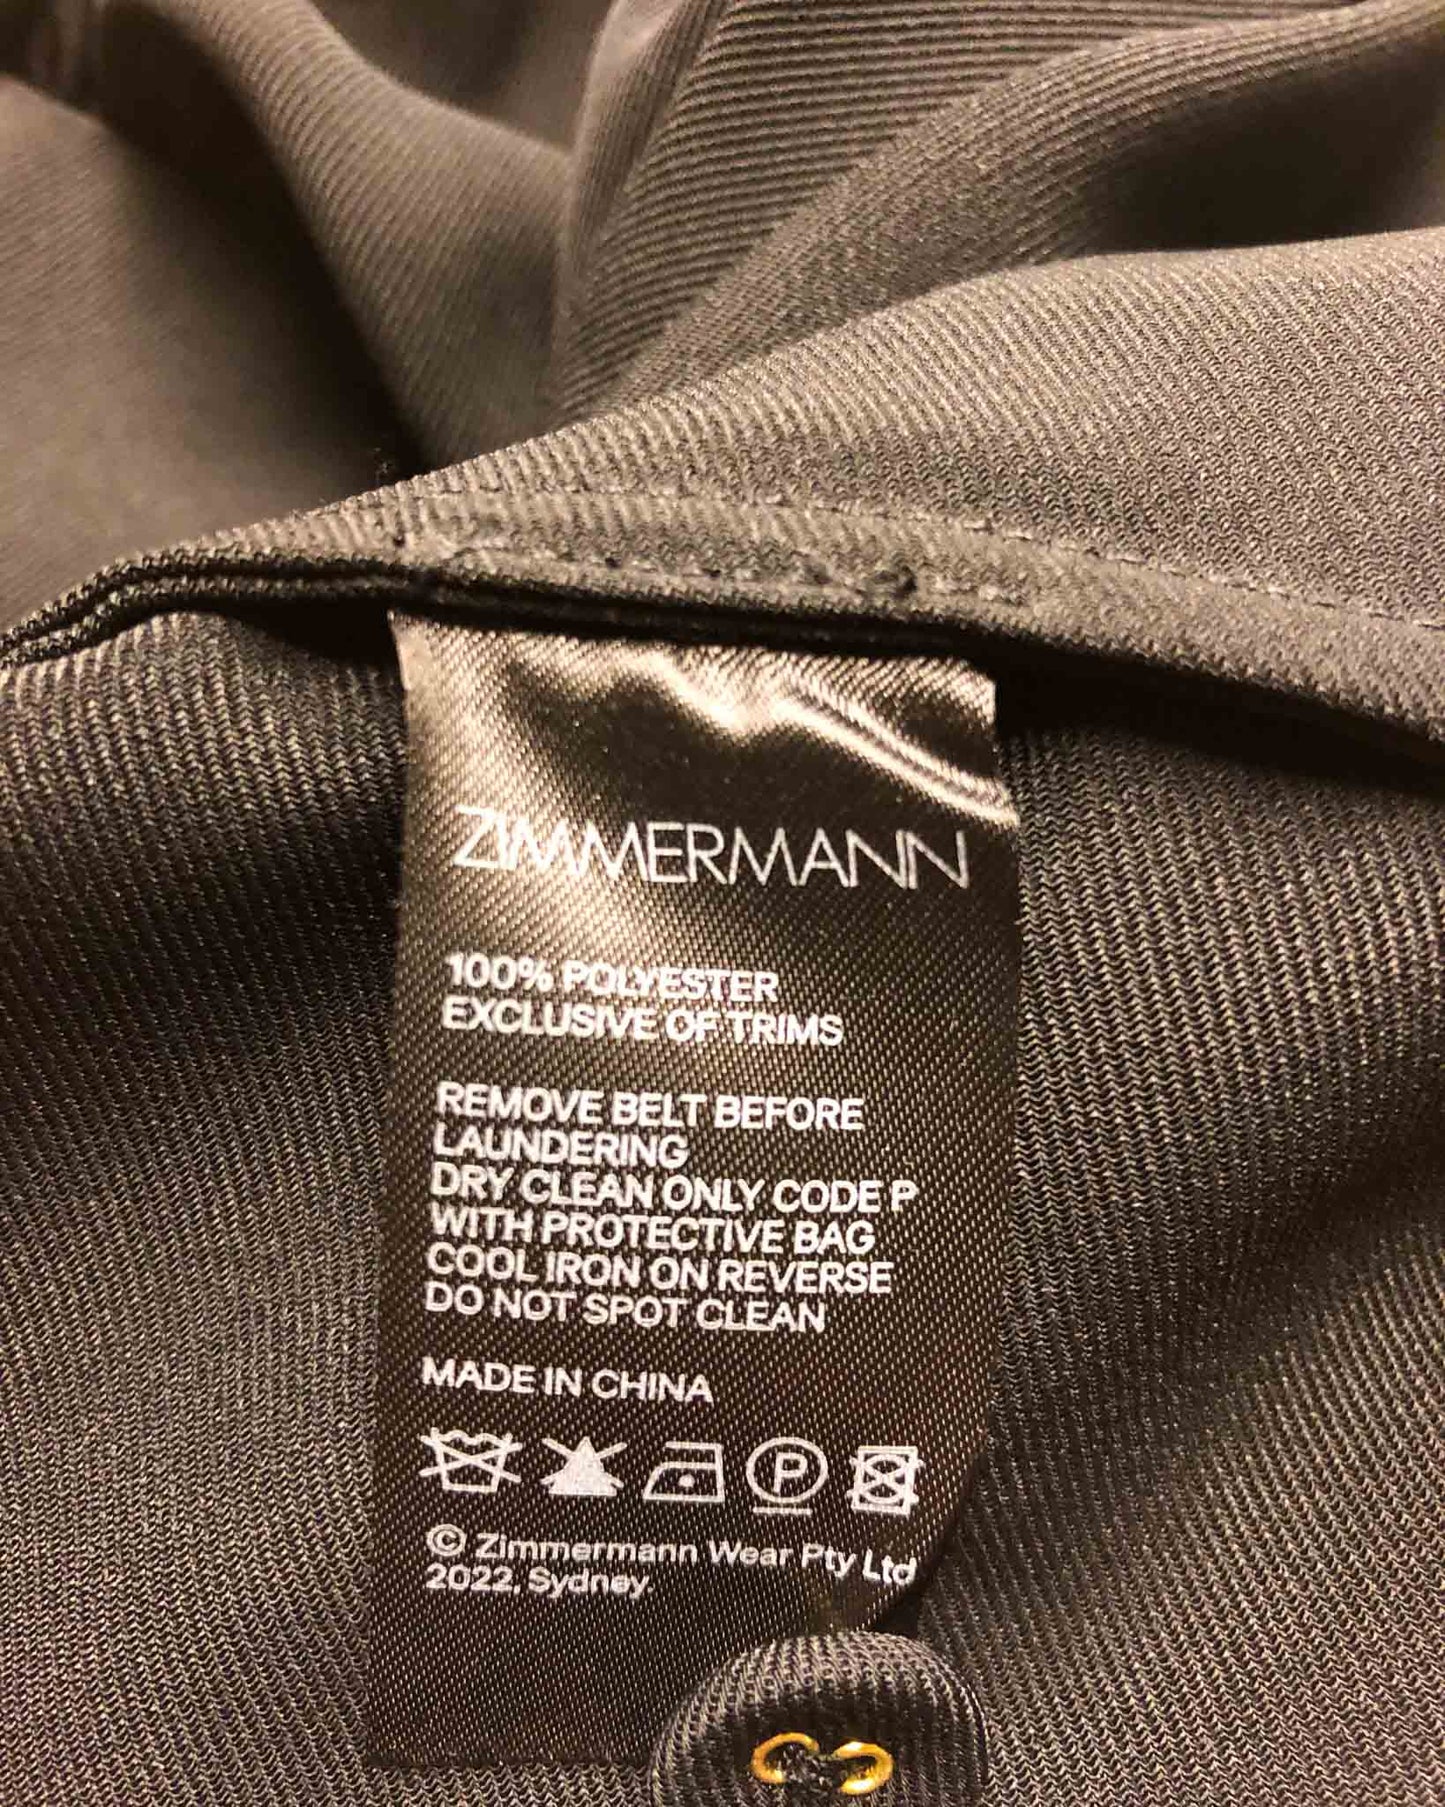 ZIMMERMANN
100% POLYESTER
EXCLUSIVE OF TRIMS
REMOVE BELT BEFORE
LAUNDERING
DRY CLEAN ONLY CODE P
WITH PROTECTIVE BAG
COOL IRON ON REVERSE
DO NOT SPOT CLEAN
MADE IN CHINA
P
© Zimmermann Wear Pty Ltd
2022. Sydney.